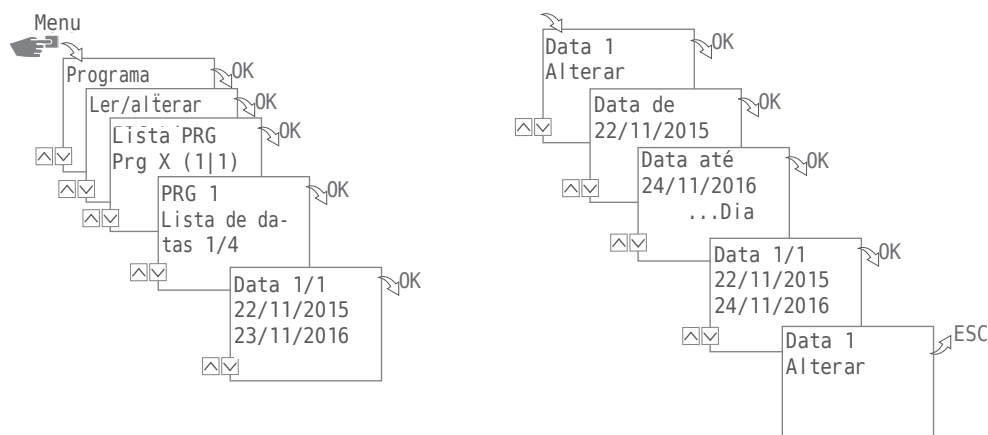 Menu
Programa
OK
Ler/alterar
OK
Lista PRG
Prg X (1|1)
OK
PRG 1
Lista de da-
tas 1/4
OK
Data 1/1
22/11/2015
23/11/2016
OK
Data 1
Alterar
OK
Data de
22/11/2015
OK
Data até
24/11/2016
...Dia
OK
Data 1/1
22/11/2015
24/11/2016
OK
Data 1
Alterar
ESC